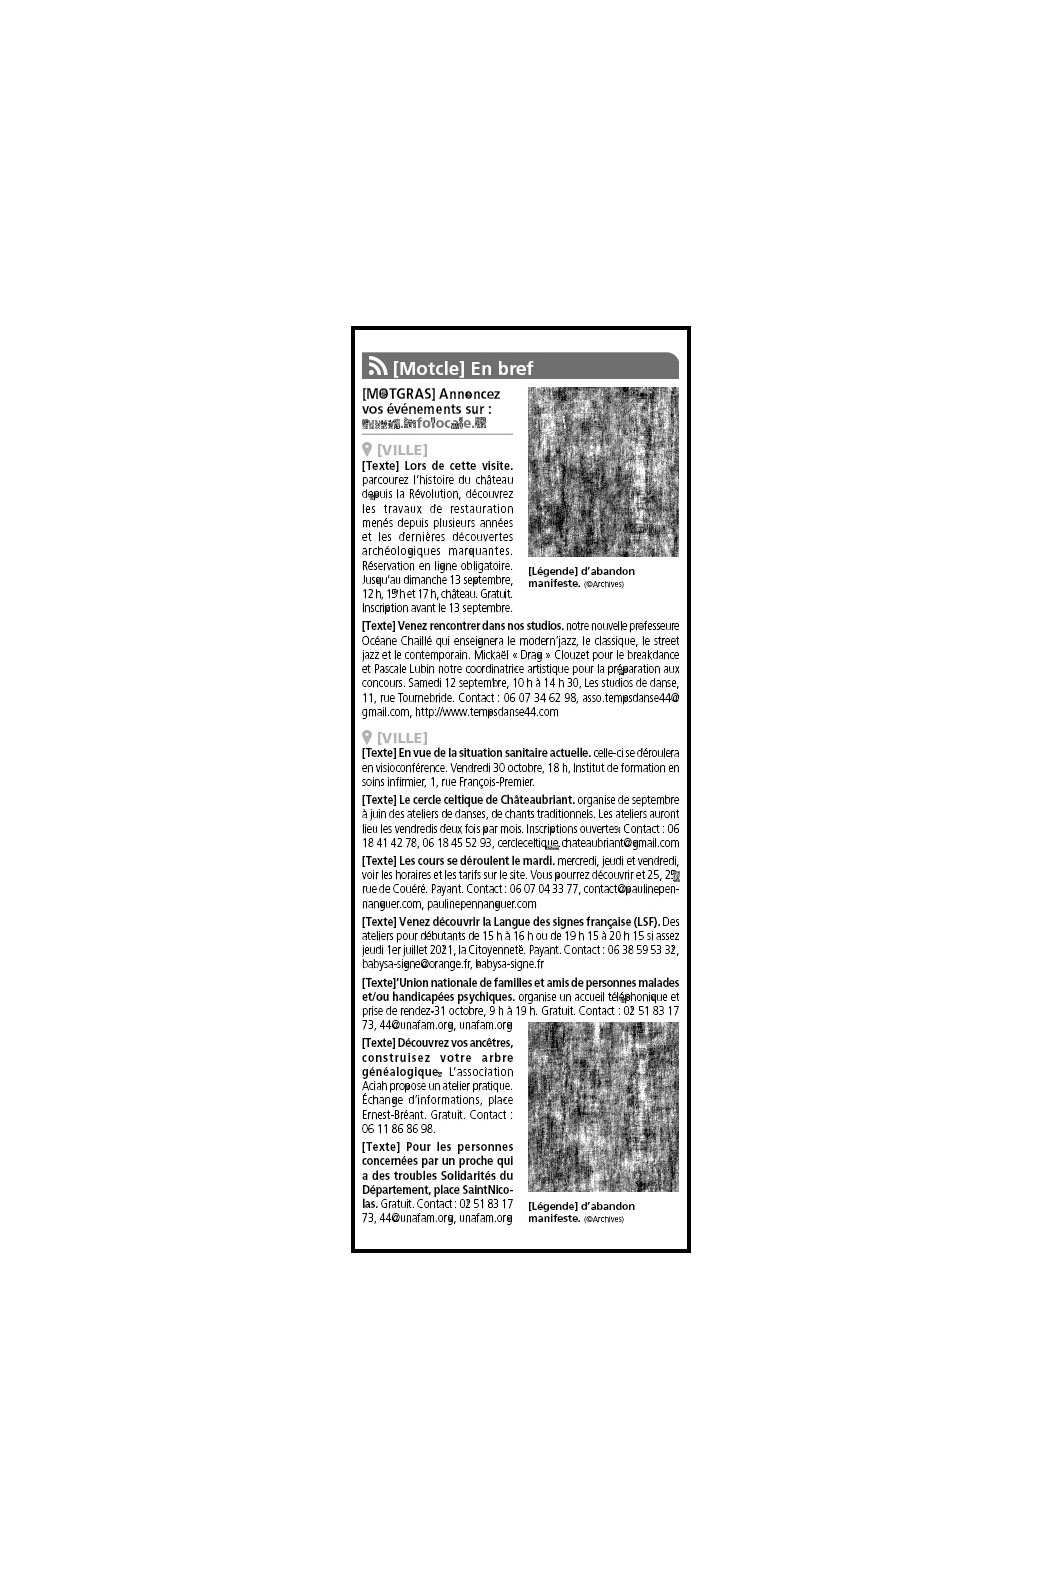 [Motcle] En bref
[MOTGRAS] Annoncez
vos événements sur :
[VILLE]
[Texte] Lors de cette visite.
parcourez l'histoire du château
depuis la Révolution, découvrez
les travaux de restauration
menés depuis plusieurs années
et les dernières découvertes
archéologiques marquantes.
Réservation en ligne obligatoire.
Jusqu'au dimanche 13 septembre,
12 h, 15 h et 17 h, château. Gratuit.
Inscription avant le 13 septembre.
[Légende] d'abandon
manifeste. (©Archives)
[Texte] Venez rencontrer dans nos studios. notre nouvelle professeure
Océane Chaillé qui enseignera le modern'jazz, le classique, le street
jazz et le contemporain. Mickaël « Drag » Clouzet pour le breakdance
et Pascale Lubin notre coordinatrice artistique pour la préparation aux
concours. Samedi 12 septembre, 10 h à 14 h 30, Les studios de danse,
11, rue Tournebride. Contact : 06 07 34 62 98, asso.tempsdanse44@
gmail.com, http://www.tempsdanse44.com
[VILLE]
[Texte] En vue de la situation sanitaire actuelle. celle-ci se déroulera
en visioconférence. Vendredi 30 octobre, 18 h, Institut de formation en
soins infirmier, 1, rue François-Premier.
[Texte] Le cercle celtique de Châteaubriant. organise de septembre
à juin des ateliers de danses, de chants traditionnels. Les ateliers auront
lieu les vendredis deux fois par mois. Inscriptions ouvertes. Contact : 06
18 41 42 78, 06 18 45 52 93, cercleceltique.chateaubriant@gmail.com
[Texte] Les cours se déroulent le mardi. mercredi, jeudi et vendredi,
voir les horaires et les tarifs sur le site. Vous pourrez découvrir et 25,
rue de Couéré. Payant. Contact : 06 07 04 33 77, contact@paulinepen-
nanguer.com, paulinepennanguer.com
[Texte] Venez découvrir la Langue des signes française (LSF). Des
ateliers pour débutants de 15 h à 16 h ou de 19 h 15 à 20 h 15 si assez
jeudi 1er juillet 2021, la Citoyenneté. Payant. Contact : 06 38 59 53 32,
babysa-signe@orange.fr, babysa-signe.fr
[Texte]'Union nationale de familles et amis de personnes malades
et/ou handicapées psychiques. organise un accueil téléphonique et
prise de rendez-31 octobre, 9 h à 19 h. Gratuit. Contact : 02 51 83 17
73, 44@unafam.org, unafam.org
[Texte] Découvrez vos ancêtres,
construisez votre arbre
généalogique. L'association
Aciah propose un atelier pratique.
Échange d'informations, place
Ernest-Bréant. Gratuit. Contact :
06 11 86 86 98.
[Texte] Pour les personnes
concernées par un proche qui
a des troubles Solidarités du
Département, place SaintNico-
las. Gratuit. Contact : 02 51 83 17
73, 44@unafam.org, unafam.org
[Légende] d'abandon
manifeste. (©Archives)